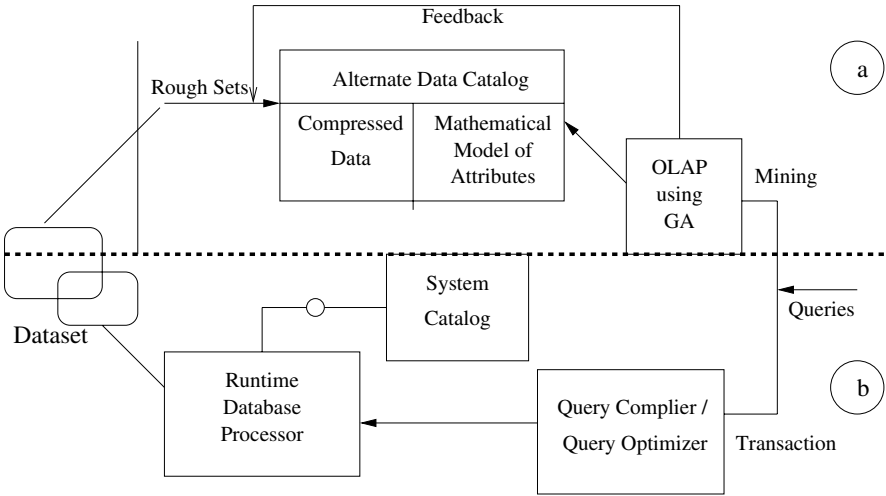 Feedback
a
Rough Sets
Alternate Data Catalog
Compressed
Data
Mathematical
Model of
Attributes
OLAP
using
GA
Mining
System
Catalog
Queries
Dataset
Runtime
Database
Processor
Query Complier /
Query Optimizer
b
Transaction